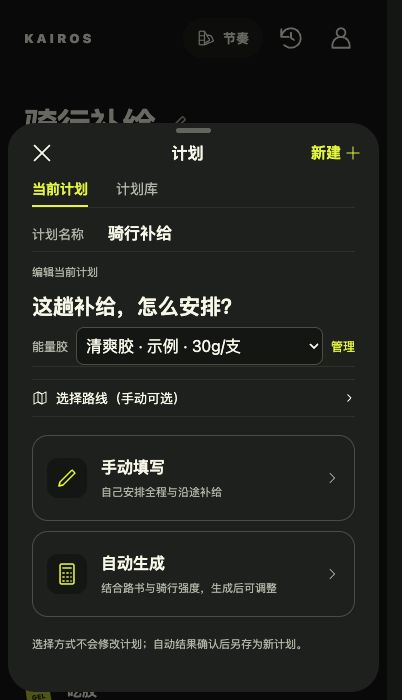 KAIROS
节奏
骑行补给
计划
新建 +
当前计划
计划库
计划名称 骑行补给
编辑当前计划
这趟补给，怎么安排？
能量胶 清爽胶 · 示例 · 30g/支 管理
选择路线（手动可选）
手动填写
自己安排全程与沿途补给
自动生成
结合路书与骑行强度，生成后可调整
选择方式不会修改计划；自动结果确认后另存为新计划。
GEL